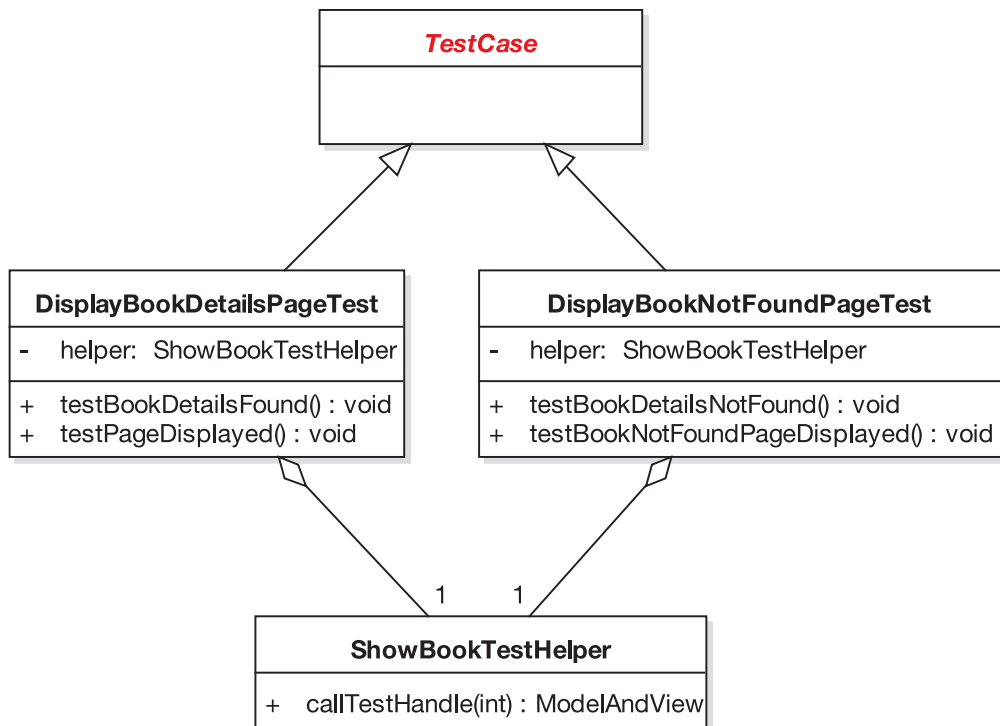 TestCase
DisplayBookDetailsPageTest
- helper: ShowBookTestHelper
+ testBookDetailsFound() : void
+ testPageDisplayed() : void
DisplayBookNotFoundPageTest
- helper: ShowBookTestHelper
+ testBookDetailsNotFound() : void
+ testBookNotFoundPageDisplayed() : void
1 1
ShowBookTestHelper
+ callTestHandle(int) : ModelAndView